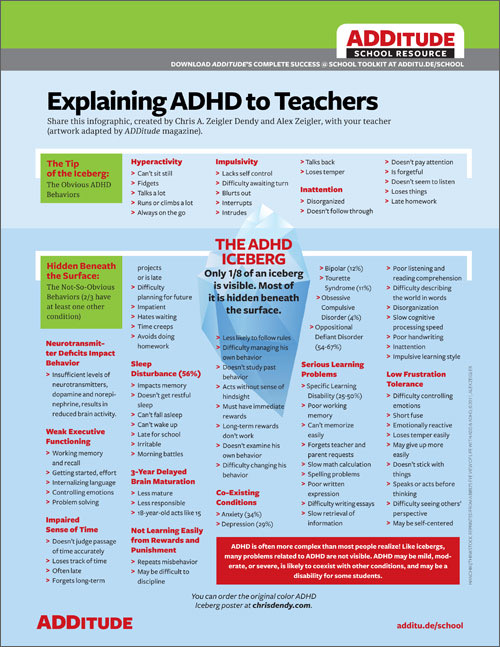 ADDITUDE
SCHOOL RESOURCE
DOWNLOAD ADDITUDE'S COMPLETE SUCCESS @ SCHOOL TOOLKIT AT ADDITU.DE/SCHOOL
Explaining ADHD to Teachers
Share this infographic, created by Chris A. Zeigler Dendy and Alex Zeigler, with your teacher
(artwork adapted by ADDitude magazine).
The Tip
of the Iceberg:
The Obvious ADHD
Behaviors
Hyperactivity
> Can't sit still
> Fidgets
> Talks a lot
> Runs or climbs a lot
> Always on the go
Impulsivity
> Lacks self control
> Difficulty awaiting turn
> Blurts out
> Interrupts
> Intrudes
> Talks back
> Loses temper
Inattention
> Disorganized
> Doesn't follow through
> Doesn't pay attention
> Is forgetful
> Doesn't seem to listen
> Loses things
> Late homework
THE ADHD
ICEBERG
Only 1/8 of an iceberg
is visible. Most of
it is hidden beneath
the surface.
Hidden Beneath
the Surface:
The Not-So-Obvious
Behaviors (2/3 have
at least one other
condition)
Neurotransmit-
ter Deficits Impact
Behavior
> Insufficient levels of
neurotransmitters,
dopamine and norepi-
nephrine, results in
reduced brain activity.
Weak Executive
Functioning
> Working memory
and recall
> Getting started, effort
> Internalizing language
> Controlling emotions
> Problem solving
Impaired
Sense of Time
> Doesn't judge passage
of time accurately
> Loses track of time
> Often late
> Forgets long-term
projects
or is late
> Difficulty
planning for future
> Impatient
> Hates waiting
> Time creeps
> Avoids doing
homework
Sleep
Disturbance (56%)
> Impacts memory
> Doesn't get restful
sleep
> Can't fall asleep
> Can't wake up
> Late for school
> Irritable
> Morning battles
3-Year Delayed
Brain Maturation
> Less mature
> Less responsible
> 18-year-old acts like 15
Not Learning Easily
from Rewards and
Punishment
> Repeats misbehavior
> May be difficult to
discipline
> Less likely to follow rules
> Difficulty managing his
own behavior
> Doesn't study past
behavior
> Acts without sense of
hindsight
> Must have immediate
rewards
> Long-term rewards
don't work
> Doesn't examine his
own behavior
> Difficulty changing his
behavior
Co-Existing
Conditions
> Anxiety (34%)
> Depression (29%)
> Bipolar (12%)
> Tourette
Syndrome (11%)
> Obsessive
Compulsive
Disorder (4%)
> Oppositional
Defiant Disorder
(54-67%)
Serious Learning
Problems
> Specific Learning
Disability (25-50%)
> Poor working
memory
> Can't memorize
easily
> Forgets teacher and
parent requests
> Slow math calculation
> Spelling problems
> Poor written
expression
> Difficulty writing essays
> Slow retrieval of
information
> Poor listening and
reading comprehension
> Difficulty describing
the world in words
> Disorganization
> Slow cognitive
processing speed
> Poor handwriting
> Inattention
> Impulsive learning style
Low Frustration
Tolerance
> Difficulty controlling
emotions
> Short fuse
> Emotionally reactive
> Loses temper easily
> May give up more
easily
> Doesn't stick with
things
> Speaks or acts before
thinking
> Difficulty seeing others'
perspective
> May be self-centered
ADHD is often more complex than most people realize! Like icebergs,
many problems related to ADHD are not visible. ADHD may be mild, mod-
erate, or severe, is likely to coexist with other conditions, and may be a
disability for some students.
You can order the original color ADHD
Iceberg poster at chrisdendy.com.
ADDITUDE
additu.de/school